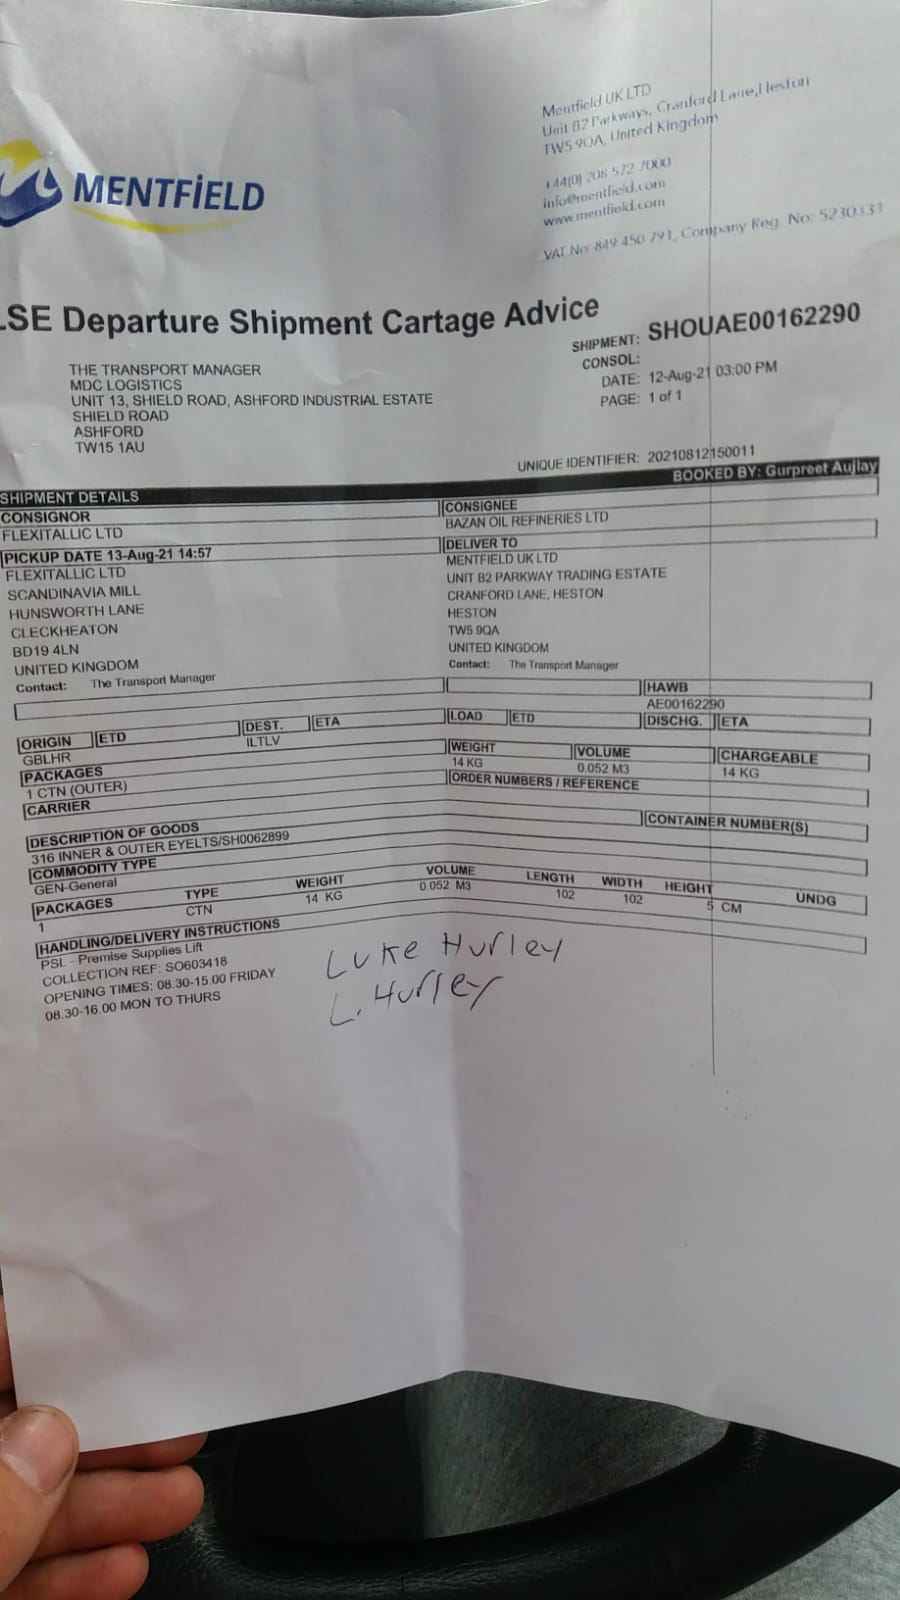 MENTFiELD
Mentfield UK LTD
Unit B2 Parkways, Cranford Lane, Heston
TW5 9QA, United Kingdom
+44(0) 208 572 7000
info@mentfield.com
www.mentfield.com
VAT No: 849 450 791, Company Reg. No: 5230331
LSE Departure Shipment Cartage Advice
THE TRANSPORT MANAGER
MDC LOGISTICS
UNIT 13, SHIELD ROAD, ASHFORD INDUSTRIAL ESTATE
SHIELD ROAD
ASHFORD
TW15 1AU
SHIPMENT: SHOUAE00162290
CONSOL:
DATE: 12-Aug-21 03:00 PM
PAGE: 1 of 1
UNIQUE IDENTIFIER: 20210812150011
SHIPMENT DETAILS BOOKED BY: Gurpreet Aujlay
CONSIGNOR
FLEXITALLIC LTD
CONSIGNEE
BAZAN OIL REFINERIES LTD
PICKUP DATE 13-Aug-21 14:57
FLEXITALLIC LTD
SCANDINAVIA MILL
HUNSWORTH LANE
CLECKHEATON
BD19 4LN
UNITED KINGDOM
Contact: The Transport Manager
DELIVER TO
MENTFIELD UK LTD
UNIT B2 PARKWAY TRADING ESTATE
CRANFORD LANE, HESTON
HESTON
TW5 9QA
UNITED KINGDOM
Contact: The Transport Manager
HAWB
AE00162290
ORIGIN ETD DEST. ETA LOAD ETD DISCHG. ETA
GBLHR ILTLV
PACKAGES WEIGHT VOLUME CHARGEABLE
1 CTN (OUTER) 14 KG 0.052 M3 14 KG
CARRIER ORDER NUMBERS / REFERENCE
DESCRIPTION OF GOODS CONTAINER NUMBER(S)
316 INNER & OUTER EYELTS/SH0062899
COMMODITY TYPE
GEN-General
PACKAGES TYPE WEIGHT VOLUME LENGTH WIDTH HEIGHT UNDG
1 CTN 14 KG 0.052 M3 102 102 5 CM
HANDLING/DELIVERY INSTRUCTIONS
PSL - Premise Supplies Lift
COLLECTION REF: SO603418
OPENING TIMES: 08.30-15.00 FRIDAY
08.30-16.00 MON TO THURS
Luke Hurley
L. Hurley